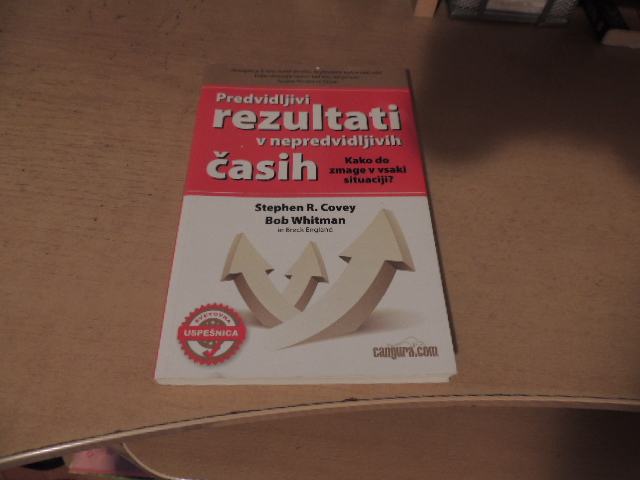 Predvidljivi
rezultati
v nepredvidljivih
časih
Kako do
zmage v vsaki
situaciji?
Stephen R. Covey
Bob Whitman
in Breck England
SVETOVNA
USPEŠNICA
cangura.com